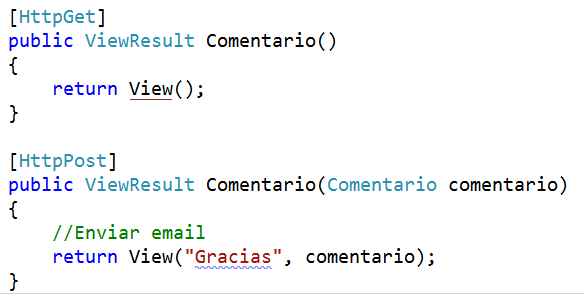 [HttpGet]
public ViewResult Comentario()
{
    return View();
}

[HttpPost]
public ViewResult Comentario(Comentario comentario)
{
    //Enviar email
    return View("Gracias", comentario);
}